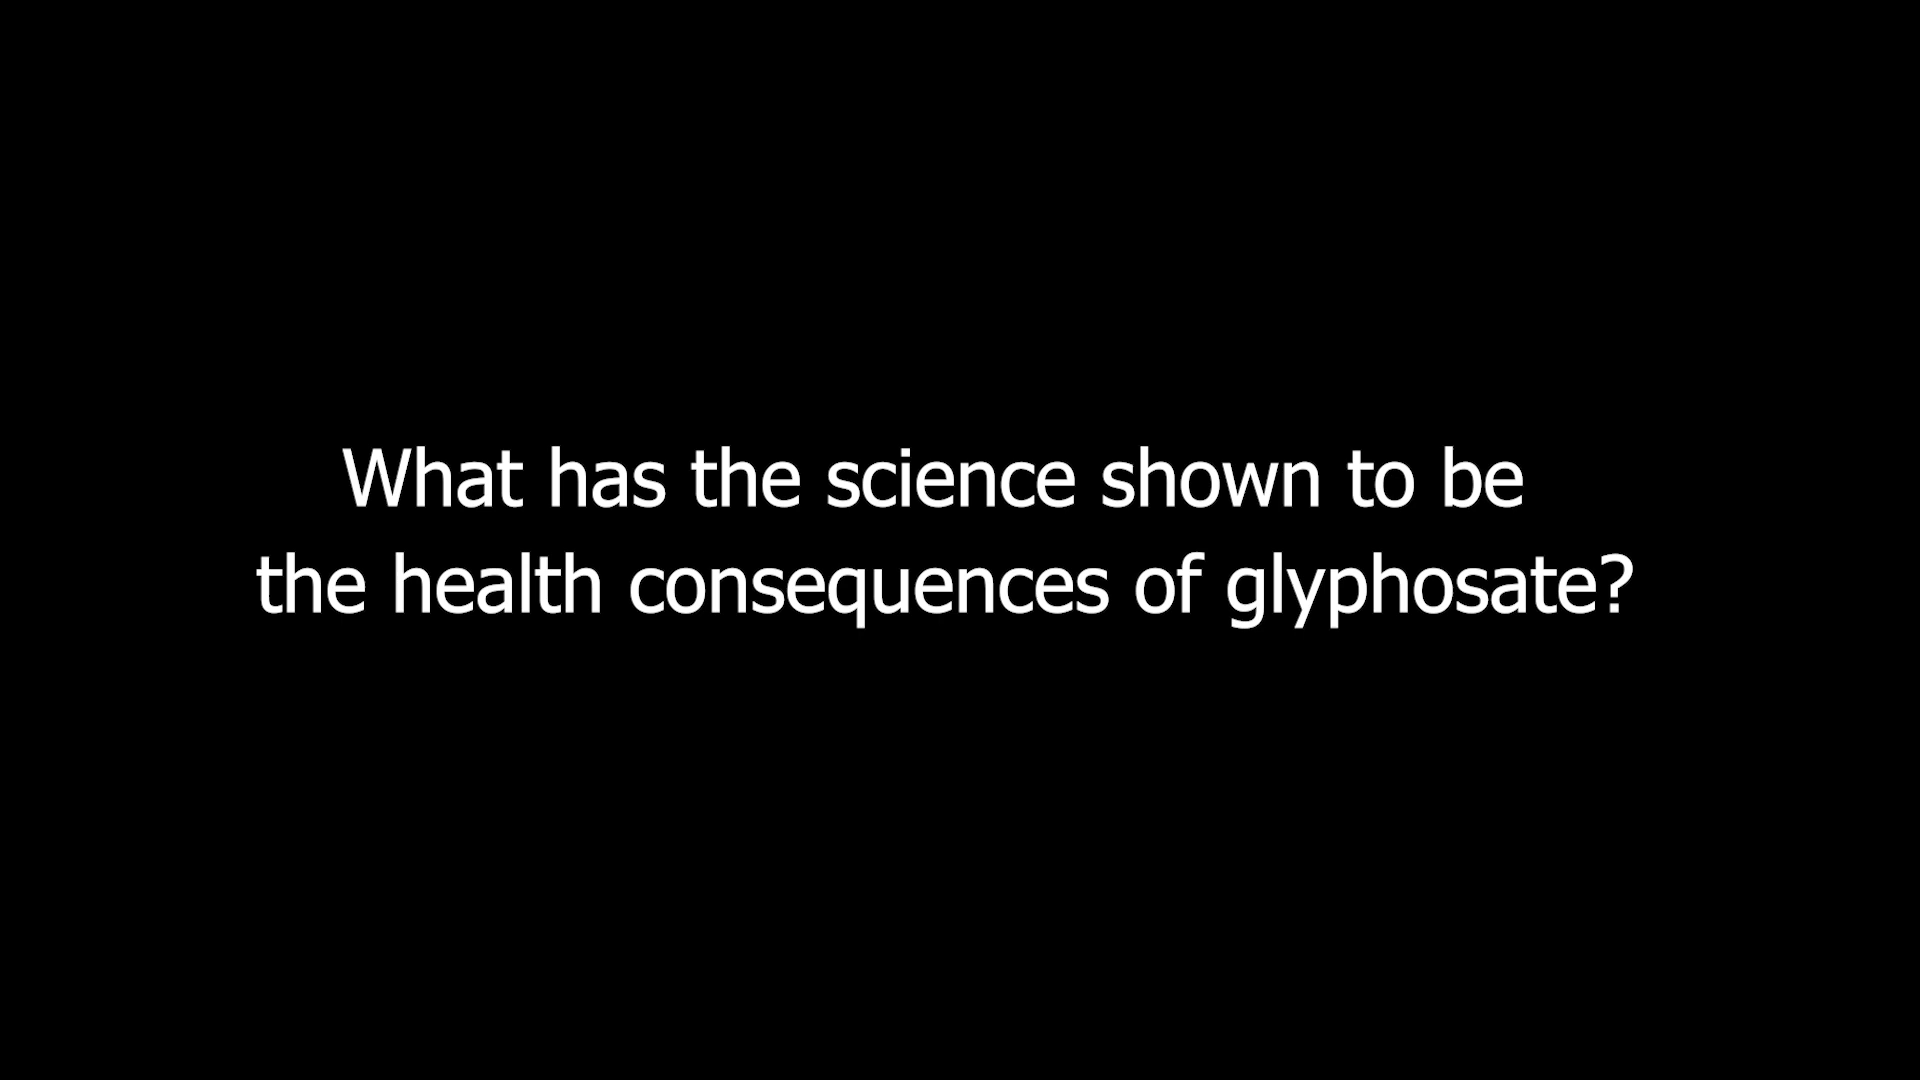 What has the science shown to be
the health consequences of glyphosate?